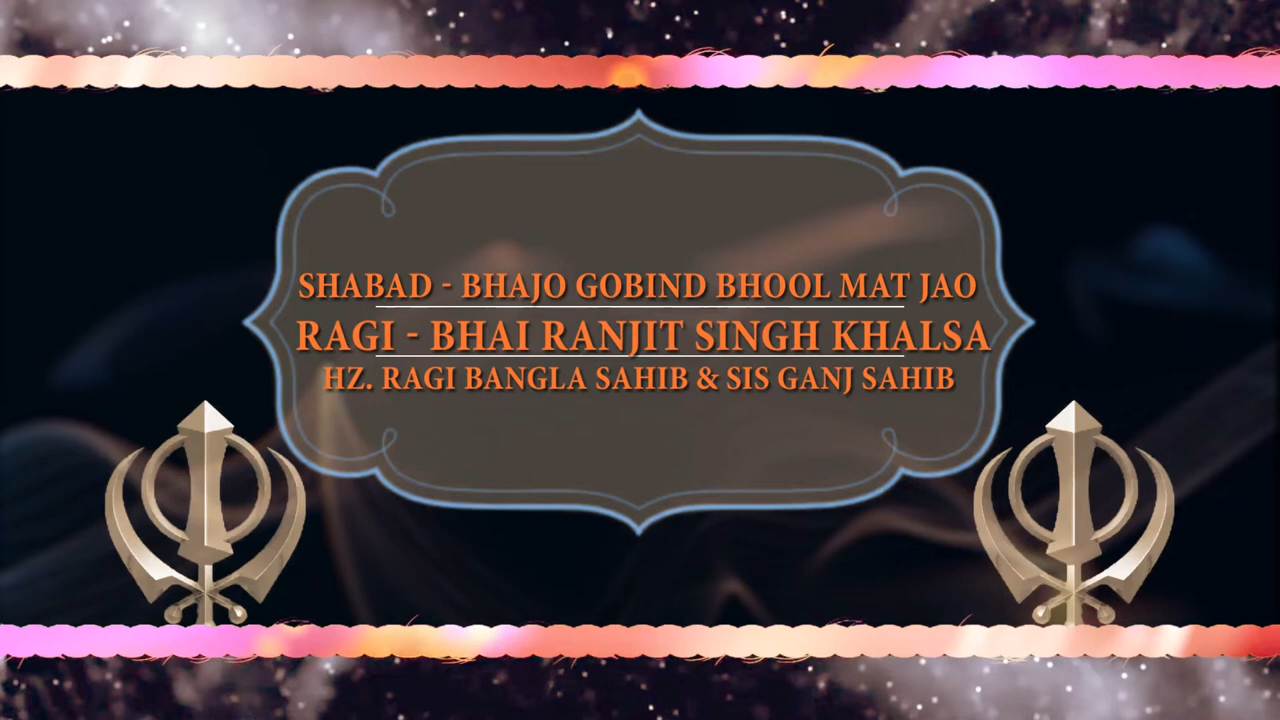 SHABAD - BHAJO GOBIND BHOOL MAT JAO
RAGI - BHAI RANJIT SINGH KHALSA
HZ. RAGI BANGLA SAHIB & SIS GANJ SAHIB